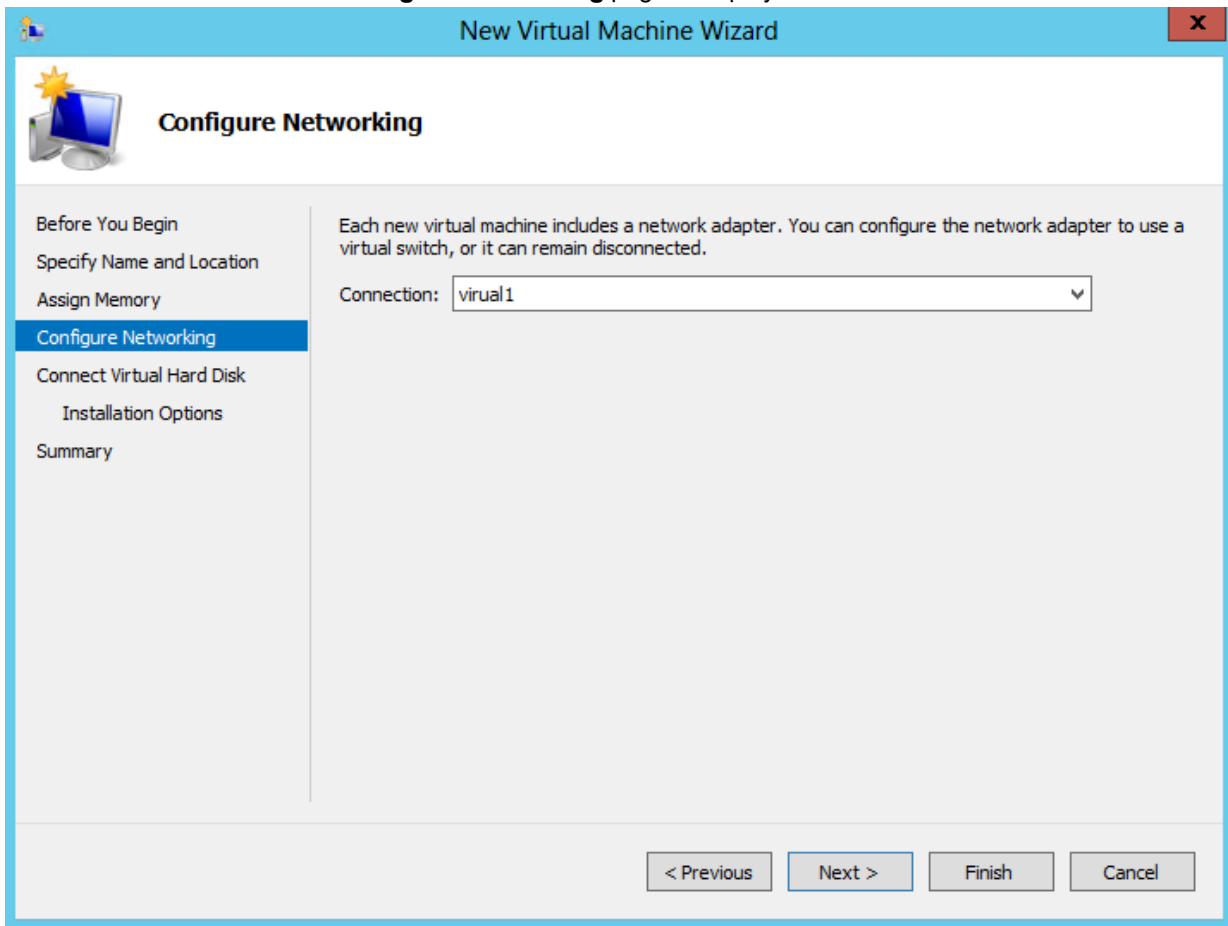 New Virtual Machine Wizard
x
Configure Networking
Before You Begin
Specify Name and Location
Assign Memory
Configure Networking
Connect Virtual Hard Disk
Installation Options
Summary
Each new virtual machine includes a network adapter. You can configure the network adapter to use a
virtual switch, or it can remain disconnected.
Connection: virual1
< Previous Next > Finish Cancel